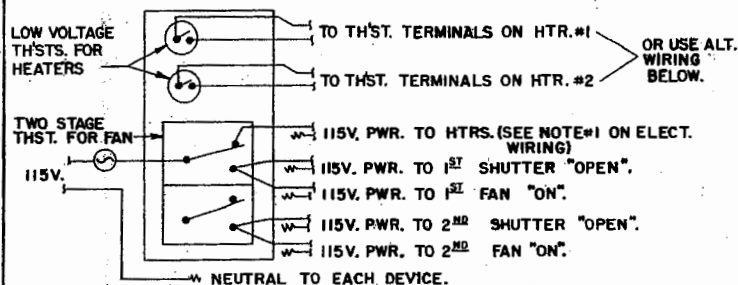 LOW VOLTAGE
TH'STS. FOR
HEATERS
TO TH'ST. TERMINALS ON HTR.#1
TO TH'ST. TERMINALS ON HTR. #2
OR USE ALT.
WIRING
BELOW.
TWO STAGE
THST. FOR FAN
115V.
115V. PWR. TO HTRS.(SEE NOTE#1 ON ELECT.
WIRING)
115V. PWR. TO 1ST SHUTTER "OPEN".
115V. PWR. TO 1ST FAN "ON".
115V. PWR. TO 2ND SHUTTER "OPEN".
115V. PWR. TO 2ND FAN "ON".
NEUTRAL TO EACH DEVICE.